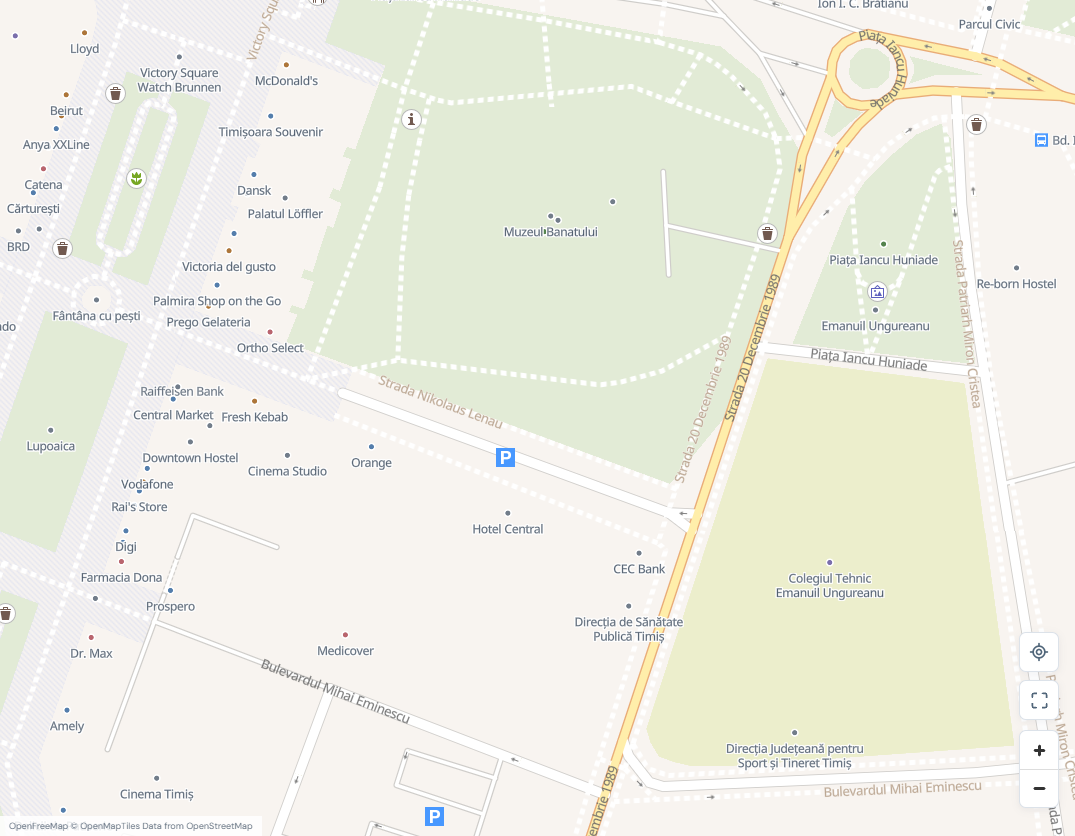 Ion I. C. Brătianu
Parcul Civic
Victory Squ
Lloyd
Piața Iancu Huniade
Victory Square
Watch Brunnen
McDonald's
Beirut
Timișoara Souvenir
Anya XXLine
Bd. I
Catena
Dansk
Cărturești
Palatul Löffler
Muzeul Banatului
BRD
Piața Iancu Huniade
Victoria del gusto
Re-born Hostel
Palmira Shop on the Go
Fântâna cu pești
Prego Gelateria
Emanuil Ungureanu
ndo
Strada Patriarh Miron Cristea
Ortho Select
Piața Iancu Huniade
Strada 20 Decembrie 1989
Strada 20 Decembrie 1989
Strada Nikolaus Lenau
Raiffeisen Bank
Central Market
Fresh Kebab
Lupoaica
Downtown Hostel
Cinema Studio
Orange
P
Vodafone
Rai's Store
Hotel Central
Digi
CEC Bank
Farmacia Dona
Colegiul Tehnic
Emanuil Ungureanu
Prospero
Direcția de Sănătate
Publică Timiș
Dr. Max
Medicover
Bulevardul Mihai Eminescu
Amely
Direcția Județeană pentru
Sport și Tineret Timiș
Cinema Timiș
Bulevardul Mihai Eminescu
embrie 1989
P
OpenFreeMap © OpenMapTiles Data from OpenStreetMap